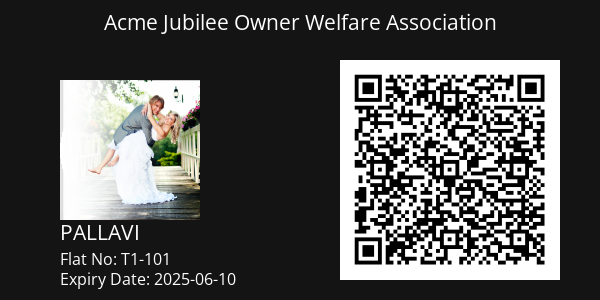 Acme Jubilee Owner Welfare Association
PALLAVI
Flat No: T1-101
Expiry Date: 2025-06-10